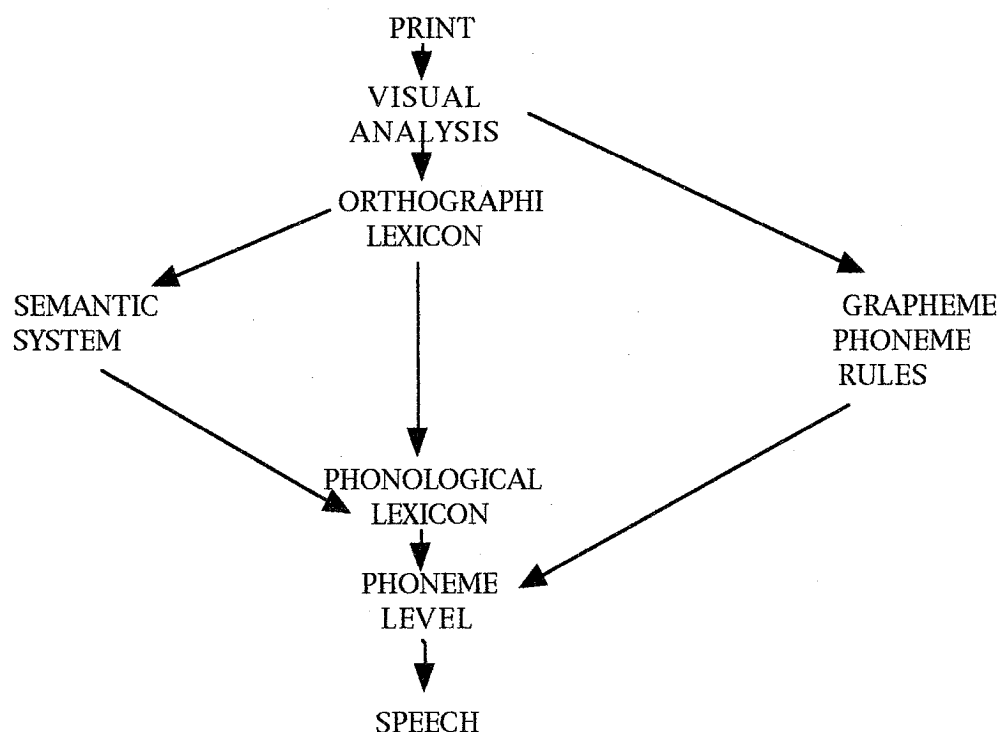 PRINT
VISUAL
ANALYSIS
ORTHOGRAPHI
LEXICON
SEMANTIC
SYSTEM
GRAPHEME
PHONEME
RULES
PHONOLOGICAL
LEXICON
PHONEME
LEVEL
SPEECH